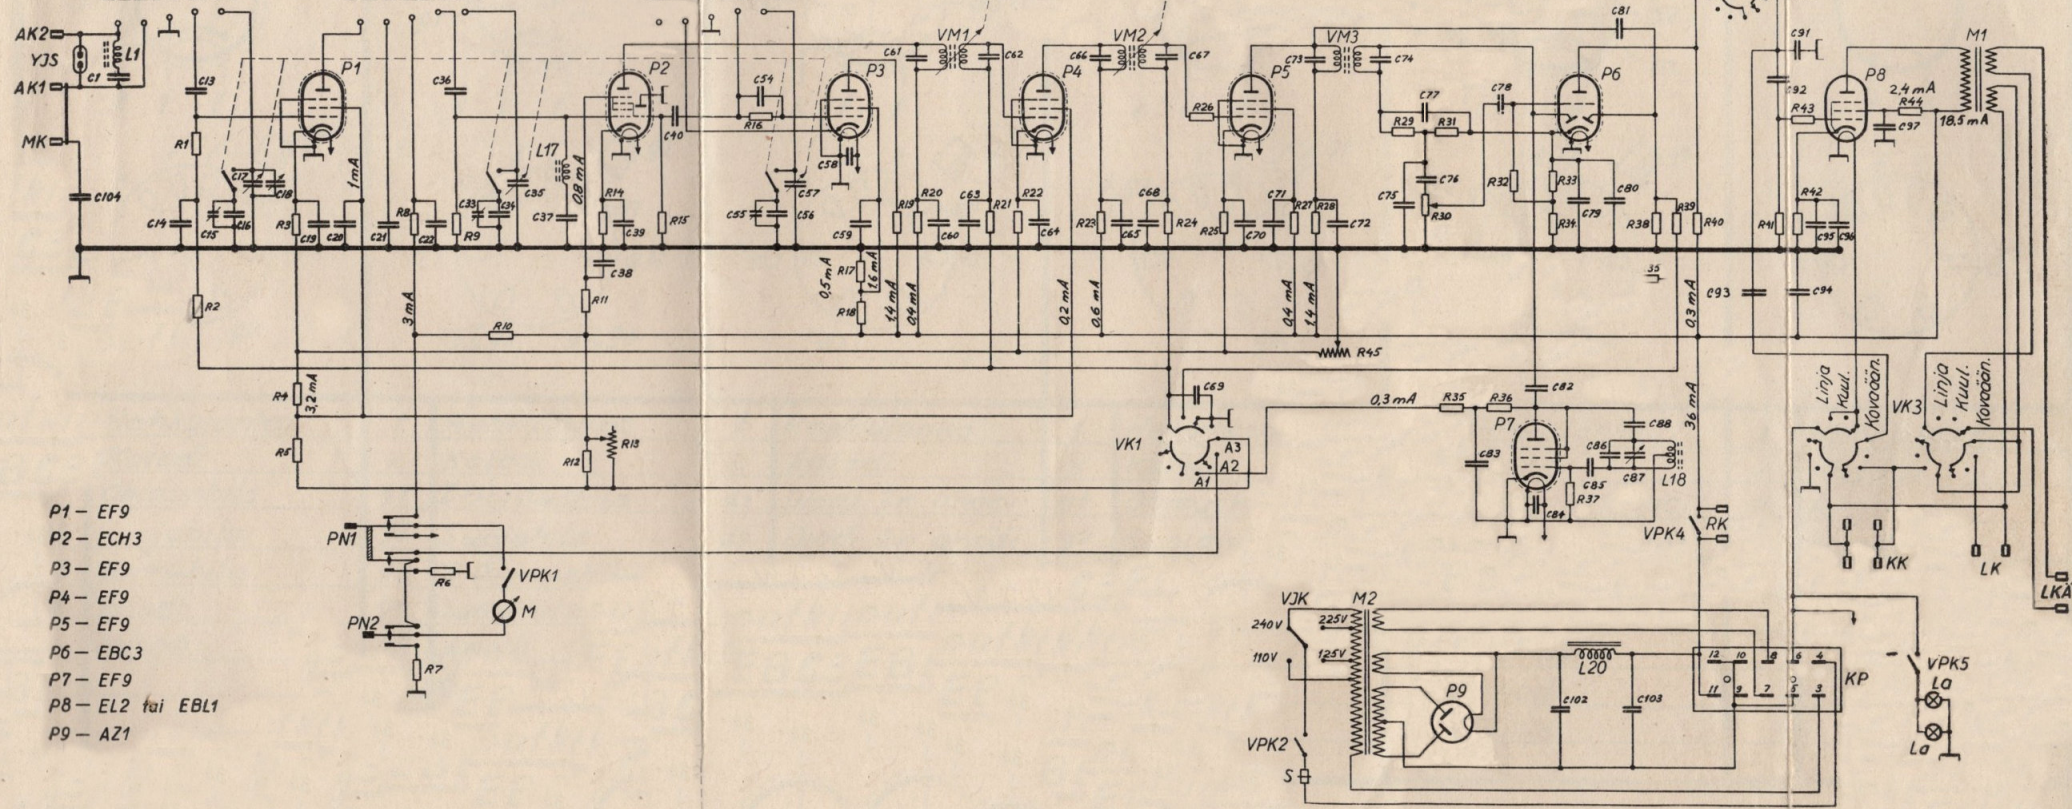 AK2
YJS
L1
C1
AK1
MK
C104
C13
R1
C14
C15
C16
C17
C18
R2
P1
R3
C19
C20
1 mA
C21
R8
C22
3 mA
C36
C33
R9
C34
C35
L17
C37
0,8 mA
P2
R14
C39
C40
R15
C38
R11
R10
C54
R16
C55
C56
C57
P3
C58
C59
R17
0,5 mA
1,6 mA
R18
R19
1,4 mA
0,4 mA
C61
VM1
C62
R20
C60
C63
R21
P4
R22
C64
0,2 mA
C66
VM2
C67
R23
0,6 mA
C65
C68
R24
R26
P5
R25
C70
C71
R27
R28
0,4 mA
1,4 mA
C72
C73
VM3
C74
R45
C77
R29
R31
C78
C75
C76
R30
R32
P6
R33
R34
C79
C80
C81
R38
R39
R40
35
0,3 mA
C91
C92
R43
P8
2,4 mA
R44
C97
18,5 mA
M1
R41
R42
C95
C96
C93
C94
R4
3,2 mA
R5
R12
R13
C69
VK1
A3
A2
A1
0,3 mA
R35
R36
C82
C83
P7
C84
C85
C86
C87
C88
R37
L18
36 mA
VPK4
RK
Linja
Kuul.
Kovaään.
VK3
Linja
Kuul.
Kovaään.
KK
LK
LKÄ
PN1
R6
VPK1
M
PN2
R7
P1 - EF9
P2 - ECH3
P3 - EF9
P4 - EF9
P5 - EF9
P6 - EBC3
P7 - EF9
P8 - EL2 tai EBL1
P9 - AZ1
VJK
240V
110V
225V
125V
M2
VPK2
S
P9
L20
C102
C103
12 10 8 6 4
11 9 7 5 3
KP
VPK5
La
La